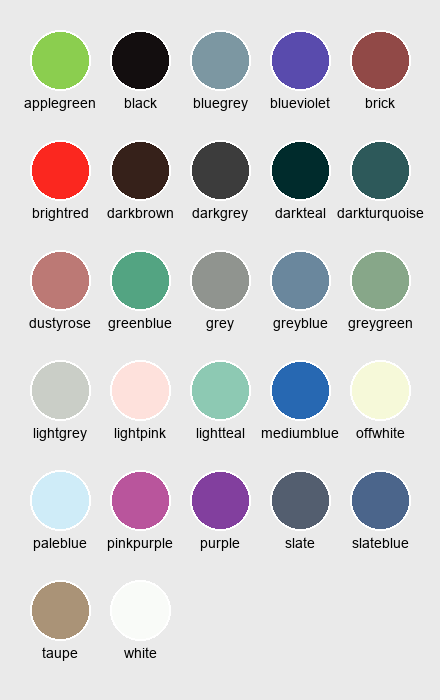 applegreen black bluegrey blueviolet brick
brightred darkbrown darkgrey darkteal darkturquoise
dustyrose greenblue grey greyblue greygreen
lightgrey lightpink lightteal mediumblue offwhite
paleblue pinkpurple purple slate slateblue
taupe white